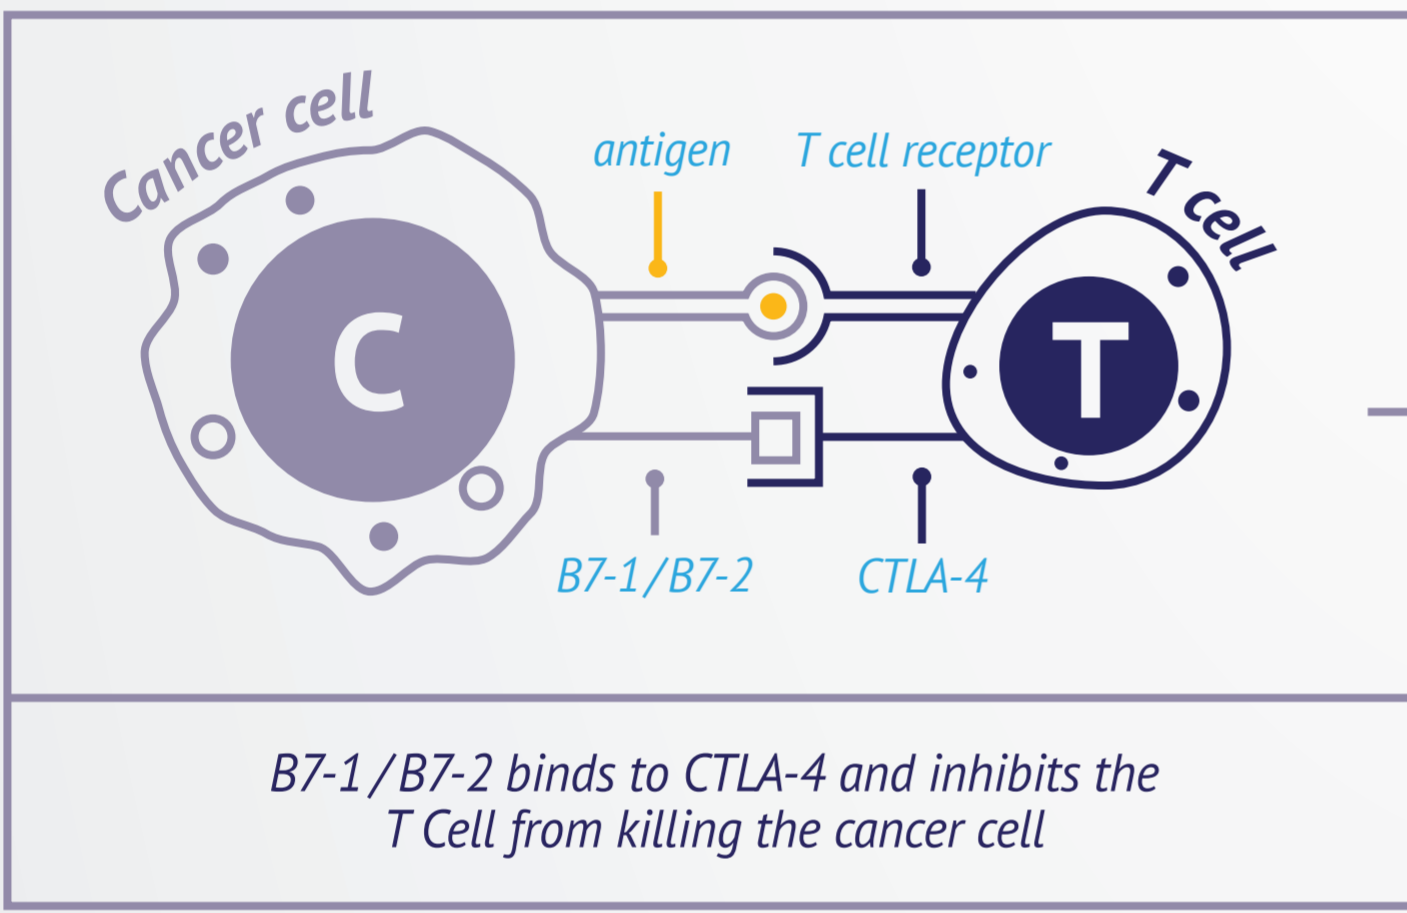 Cancer cell
antigen
T cell receptor
T cell
C
T
B7-1/B7-2
CTLA-4
B7-1/B7-2 binds to CTLA-4 and inhibits the
T Cell from killing the cancer cell